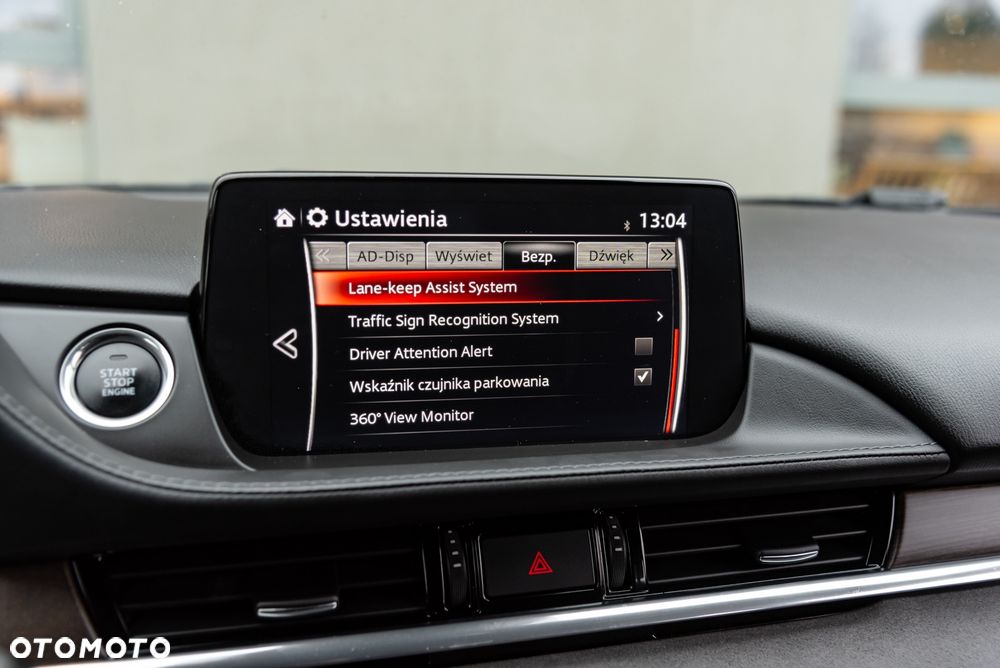 Ustawienia
13:04
AD-Disp Wyświet Bezp. Dźwięk
Lane-keep Assist System
Traffic Sign Recognition System
Driver Attention Alert
Wskaźnik czujnika parkowania
360° View Monitor
START
STOP
ENGINE
OTOMOTO